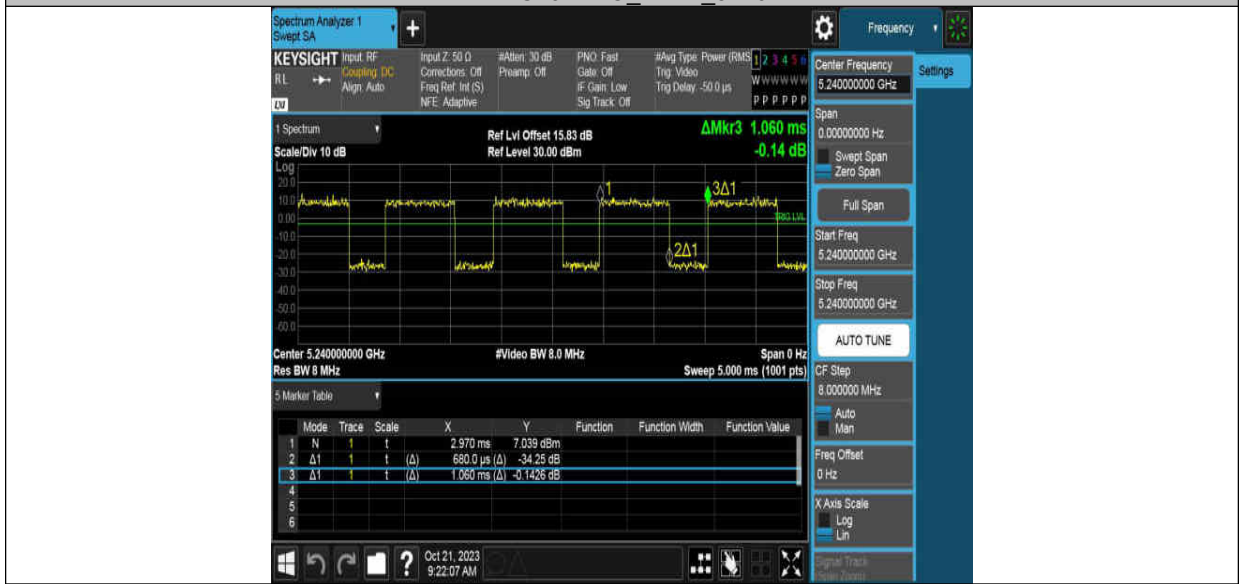 Spectrum Analyzer 1
Swept SA
+
Frequency
KEYSIGHT
RL
LXI
Input: RF
Coupling: DC
Align: Auto
Input Z: 50 Ω
Corrections: Off
Freq Ref: Int (S)
NFE: Adaptive
#Atten: 30 dB
Preamp: Off
PNO: Fast
Gate: Off
IF Gain: Low
Sig Track: Off
#Avg Type: Power (RMS
Trig: Video
Trig Delay: -50.0 µs
1 2 3 4 5 6
W W W W W W
P P P P P P
Center Frequency
5.240000000 GHz
Settings
1 Spectrum
Scale/Div 10 dB
Ref Lvl Offset 15.83 dB
Ref Level 30.00 dBm
ΔMkr3 1.060 ms
-0.14 dB
Log
20.0
10.0
0.00
-10.0
-20.0
-30.0
-40.0
-50.0
-60.0
1
2Δ1
3Δ1
TRIG LVL
Center 5.240000000 GHz
Res BW 8 MHz
#Video BW 8.0 MHz
Span 0 Hz
Sweep 5.000 ms (1001 pts)
Span
0.00000000 Hz
Swept Span
Zero Span
Full Span
Start Freq
5.240000000 GHz
Stop Freq
5.240000000 GHz
AUTO TUNE
CF Step
8.000000 MHz
Auto
Man
Freq Offset
0 Hz
X Axis Scale
Log
Lin
Signal Track
(Span Zoom)
5 Marker Table
Mode Trace Scale X Y Function Function Width Function Value
1 N 1 t 2.970 ms 7.039 dBm
2 Δ1 1 t (Δ) 680.0 µs (Δ) -34.25 dB
3 Δ1 1 t (Δ) 1.060 ms (Δ) -0.1426 dB
4
5
6
?
Oct 21, 2023
9:22:07 AM